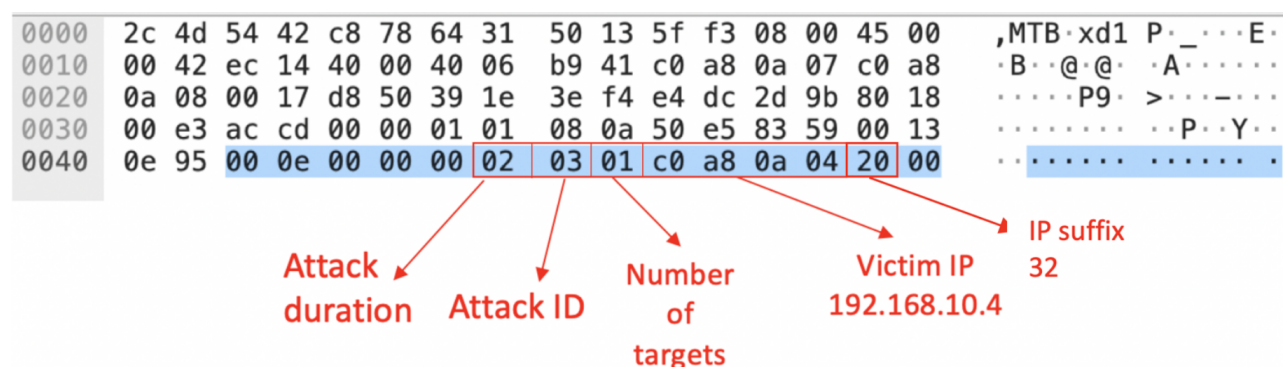 0000 2c 4d 54 42 c8 78 64 31 50 13 5f f3 08 00 45 00 ,MTB·xd1 P·_···E·
0010 00 42 ec 14 40 00 40 06 b9 41 c0 a8 0a 07 c0 a8 ·B··@·@· ·A······
0020 0a 08 00 17 d8 50 39 1e 3e f4 e4 dc 2d 9b 80 18 ·····P9· >···-···
0030 00 e3 ac cd 00 00 01 01 08 0a 50 e5 83 59 00 13 ········ ··P··Y··
0040 0e 95 00 0e 00 00 00 02 03 01 c0 a8 0a 04 20 00 ········ ········
Attack
duration
Attack ID
Number
of
targets
Victim IP
192.168.10.4
IP suffix
32